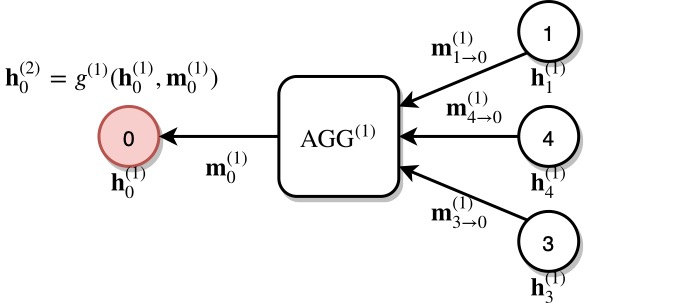 1
m_{1→0}^{(1)}
h_1^{(1)}
h_0^{(2)} = g^{(1)}(h_0^{(1)}, m_0^{(1)})
m_{4→0}^{(1)}
0
AGG^{(1)}
4
m_0^{(1)}
h_0^{(1)}
h_4^{(1)}
m_{3→0}^{(1)}
3
h_3^{(1)}